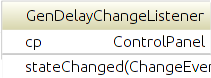 GenDelayChangeListener
cp ControlPanel
stateChanged(ChangeEve